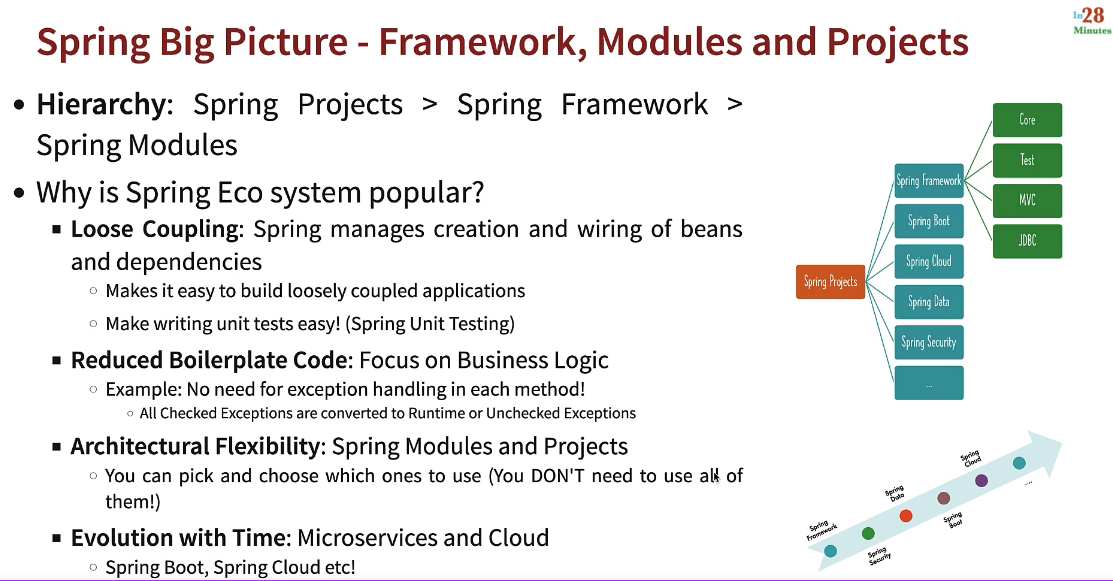 Spring Big Picture - Framework, Modules and Projects
In28
Minutes
• Hierarchy: Spring Projects > Spring Framework >
Spring Modules
• Why is Spring Eco system popular?
▪ Loose Coupling: Spring manages creation and wiring of beans
and dependencies
○ Makes it easy to build loosely coupled applications
○ Make writing unit tests easy! (Spring Unit Testing)
▪ Reduced Boilerplate Code: Focus on Business Logic
○ Example: No need for exception handling in each method!
○ All Checked Exceptions are converted to Runtime or Unchecked Exceptions
▪ Architectural Flexibility: Spring Modules and Projects
○ You can pick and choose which ones to use (You DON'T need to use all of
them!)
▪ Evolution with Time: Microservices and Cloud
○ Spring Boot, Spring Cloud etc!
Spring Projects
Spring Framework
Spring Boot
Spring Cloud
Spring Data
Spring Security
...
Core
Test
MVC
JDBC
Spring
Framework
Spring
Security
Spring
Data
Spring
Boot
Spring
Cloud
....